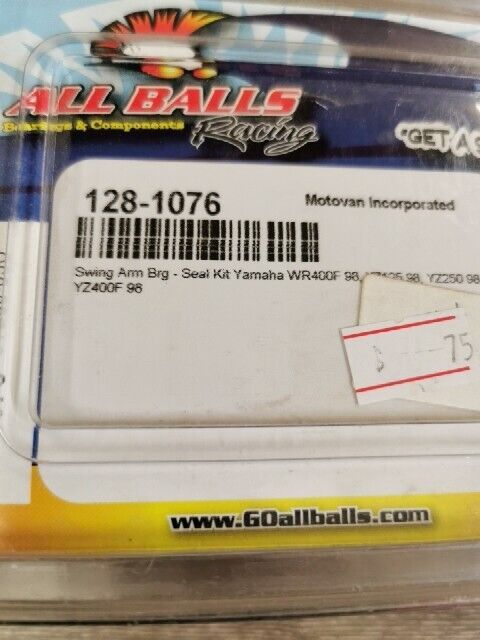 ALL BALLS
Bearings & Components
Racing
"GET A
128-1076
Motovan Incorporated
Swing Arm Brg - Seal Kit Yamaha WR400F 98, YZ125 98, YZ250 98
YZ400F 98
75
www.GOallballs.com